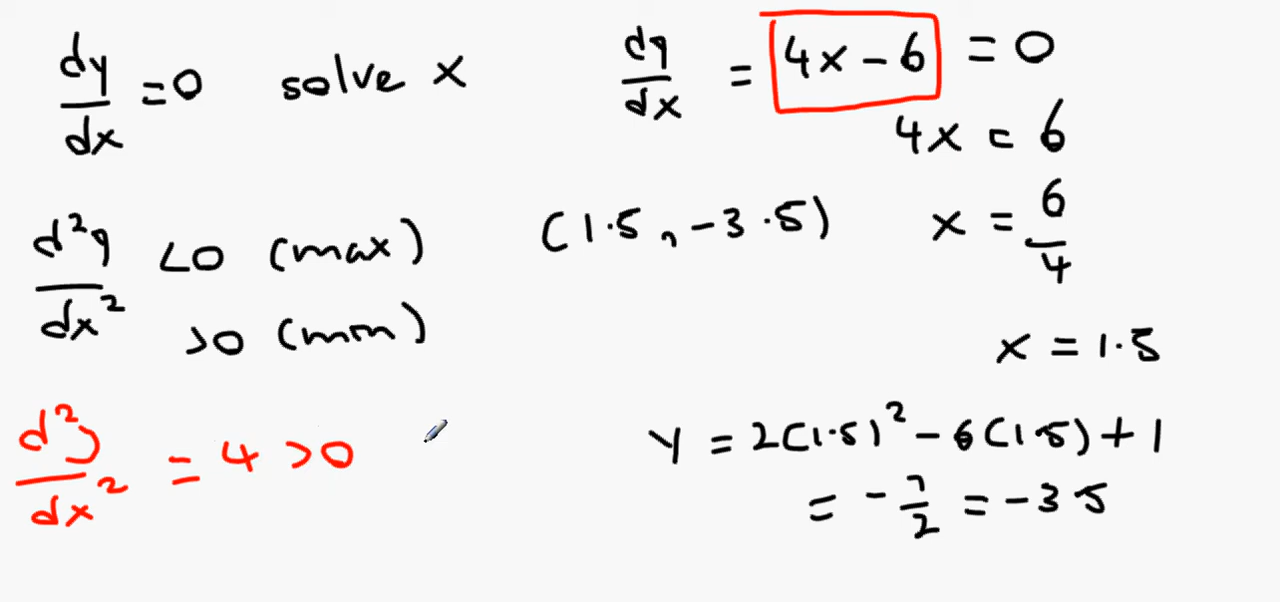 dy/dx = 0 solve x
d²y/dx² <0 (max)
>0 (min)
d²y/dx² = 4 >0
dy/dx = 4x - 6 = 0
4x = 6
x = 6/4
x = 1.5
(1.5, -3.5)
y = 2(1.5)² - 6(1.5) + 1
= -7/2 = -3 5